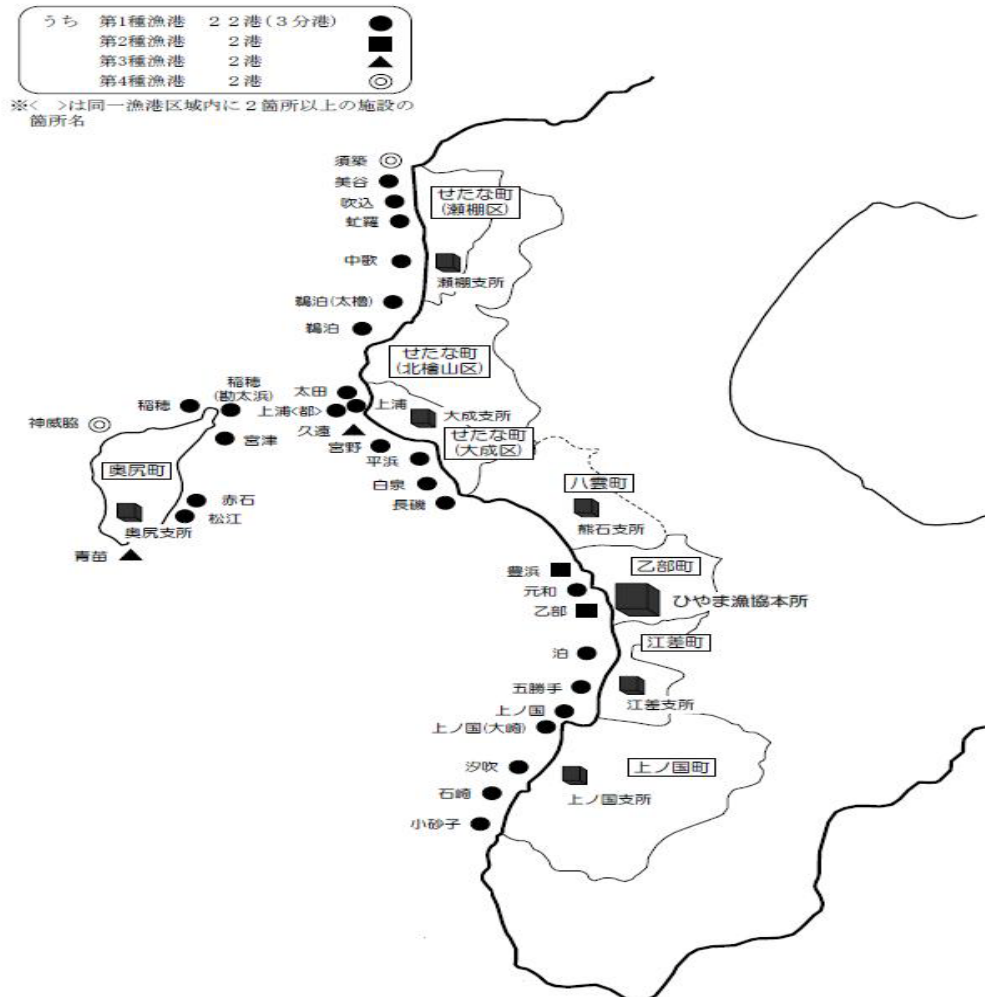 うち 第1種漁港 22港(3分港) ●
第2種漁港 2港 ■
第3種漁港 2港 ▲
第4種漁港 2港 ◎
※< >は同一漁港区域内に2箇所以上の施設の
箇所名
須築
美谷
せたな町
(瀬棚区)
吹込
虻羅
中歌
瀬棚支所
鵜泊(太櫓)
鵜泊
せたな町
(北檜山区)
稲穂
(勘太浜)
太田
稲穂
上浦<都>
上浦
大成支所
神威脇
久遠
宮津
宮野
せたな町
(大成区)
平浜
奥尻町
白泉
八雲町
赤石
長磯
熊石支所
松江
奥尻支所
青苗
豊浜
乙部町
元和
ひやま漁協本所
乙部
江差町
泊
五勝手
江差支所
上ノ国
上ノ国(大崎)
汐吹
上ノ国町
石崎
上ノ国支所
小砂子